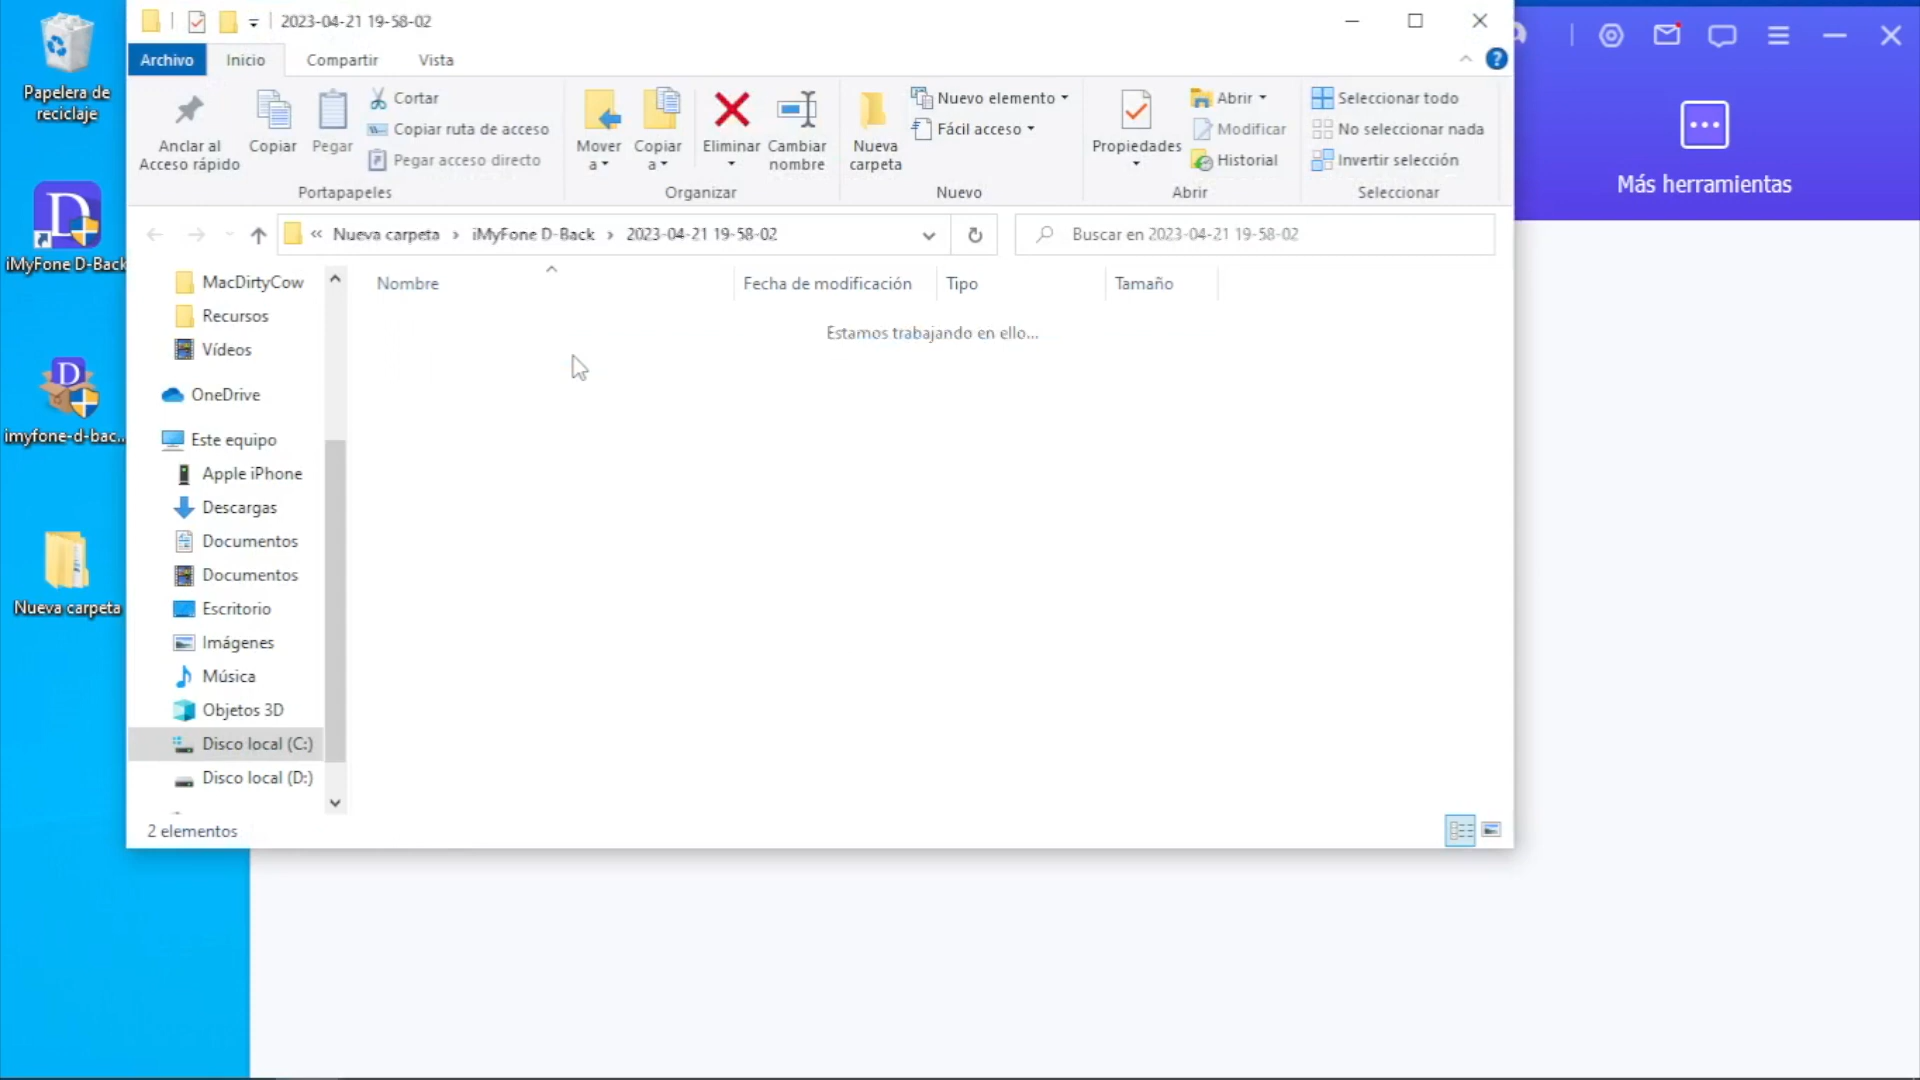 2023-04-21 19-58-02
Archivo Inicio Compartir Vista
Anclar al
Acceso rápido
Copiar
Pegar
Cortar
Copiar ruta de acceso
Pegar acceso directo
Portapapeles
Mover
a
Copiar
a
Eliminar
Cambiar
nombre
Organizar
Nueva
carpeta
Nuevo elemento
Fácil acceso
Nuevo
Propiedades
Abrir
Modificar
Historial
Abrir
Seleccionar todo
No seleccionar nada
Invertir selección
Seleccionar
« Nueva carpeta › iMyFone D-Back › 2023-04-21 19-58-02
Buscar en 2023-04-21 19-58-02
Nombre Fecha de modificación Tipo Tamaño
Estamos trabajando en ello...
MacDirtyCow
Recursos
Vídeos
OneDrive
Este equipo
Apple iPhone
Descargas
Documentos
Documentos
Escritorio
Imágenes
Música
Objetos 3D
Disco local (C:)
Disco local (D:)
2 elementos
Papelera de
reciclaje
D
iMyFone D-Back
D
imyfone-d-bac...
Nueva carpeta
Más herramientas